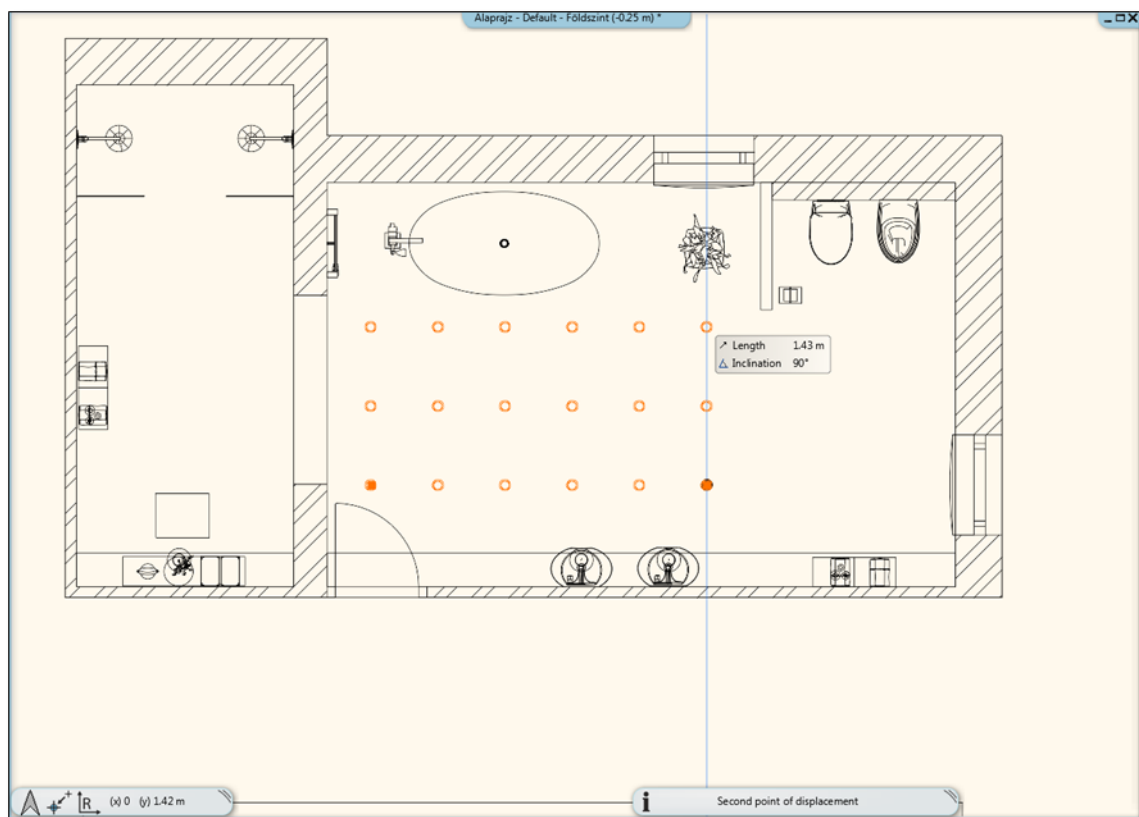 Alaprajz - Default - Földszint (-0.25 m) *
Length 1.43 m
Inclination 90°
R (x) 0 (y) 1.42 m
i Second point of displacement